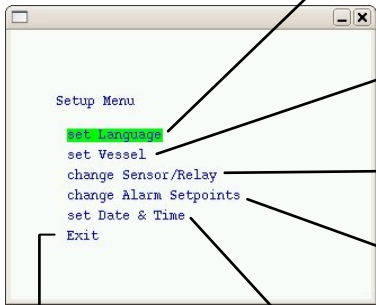 Setup Menu
set Language
set Vessel
change Sensor/Relay
change Alarm Setpoints
set Date & Time
Exit